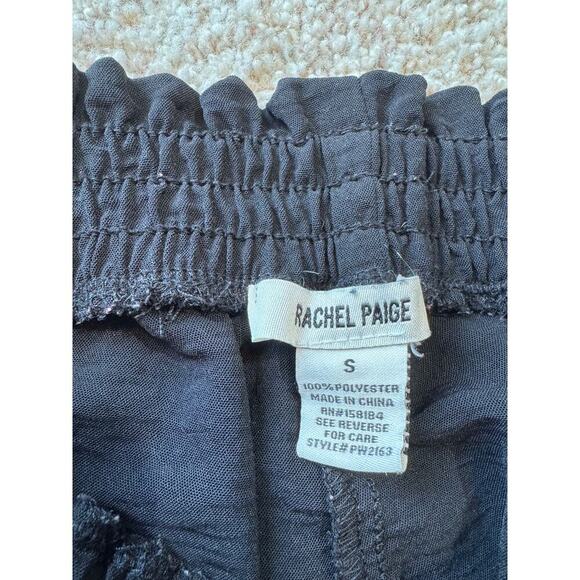 RACHEL PAIGE
S
100% POLYESTER
MADE IN CHINA
RN#158184
SEE REVERSE
FOR CARE
STYLE#PW2163